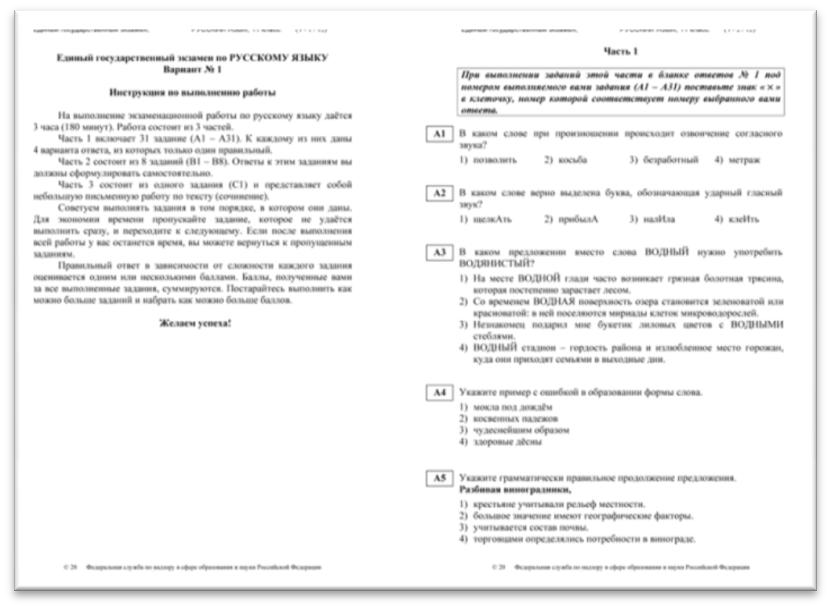 Единый государственный экзамен по РУССКОМУ ЯЗЫКУ
Вариант № 1
Инструкция по выполнению работы
На выполнение экзаменационной работы по русскому языку даётся
3 часа (180 минут). Работа состоит из 3 частей.
Часть 1 включает 31 задание (А1 – А31). К каждому из них даны
4 варианта ответа, из которых только один правильный.
Часть 2 состоит из 8 заданий (В1 – В8). Ответы к этим заданиям вы
должны сформулировать самостоятельно.
Часть 3 состоит из одного задания (С1) и представляет собой
небольшую письменную работу по тексту (сочинение).
Советуем выполнять задания в том порядке, в котором они даны.
Для экономии времени пропускайте задание, которое не удаётся
выполнить сразу, и переходите к следующему. Если после выполнения
всей работы у вас останется время, вы можете вернуться к пропущенным
заданиям.
Правильный ответ в зависимости от сложности каждого задания
оценивается одним или несколькими баллами. Баллы, полученные вами
за все выполненные задания, суммируются. Постарайтесь выполнить как
можно больше заданий и набрать как можно больше баллов.
Желаем успеха!
© 20 Федеральная служба по надзору в сфере образования и науки Российской Федерации
Часть 1
При выполнении заданий этой части в бланке ответов № 1 под
номером выполняемого вами задания (А1 – А31) поставьте знак «×»
в клеточку, номер которой соответствует номеру выбранного вами
ответа.
А1 В каком слове при произношении происходит озвончение согласного
звука?
1) позволить 2) косьба 3) безработный 4) метраж
А2 В каком слове верно выделена буква, обозначающая ударный гласный
звук?
1) щелкАть 2) прибылА 3) налИла 4) клеИть
А3 В каком предложении вместо слова ВОДНЫЙ нужно употребить
ВОДЯНИСТЫЙ?
1) На месте ВОДНОЙ глади часто возникает грязная болотная трясина,
которая постепенно зарастает лесом.
2) Со временем ВОДНАЯ поверхность озера становится зеленоватой или
красноватой: в ней поселяются мириады клеток микроводорослей.
3) Незнакомец подарил мне букетик лиловых цветов с ВОДНЫМИ
стеблями.
4) ВОДНЫЙ стадион – гордость района и излюбленное место горожан,
куда они приходят семьями в выходные дни.
А4 Укажите пример с ошибкой в образовании формы слова.
1) мокла под дождём
2) косвенных падежов
3) чудеснейшим образом
4) здоровые дёсны
А5 Укажите грамматически правильное продолжение предложения.
Разбивая виноградники,
1) крестьяне учитывали рельеф местности.
2) большое значение имеют географические факторы.
3) учитывается состав почвы.
4) торговцами определялись потребности в винограде.
© 20 Федеральная служба по надзору в сфере образования и науки Российской Федерации